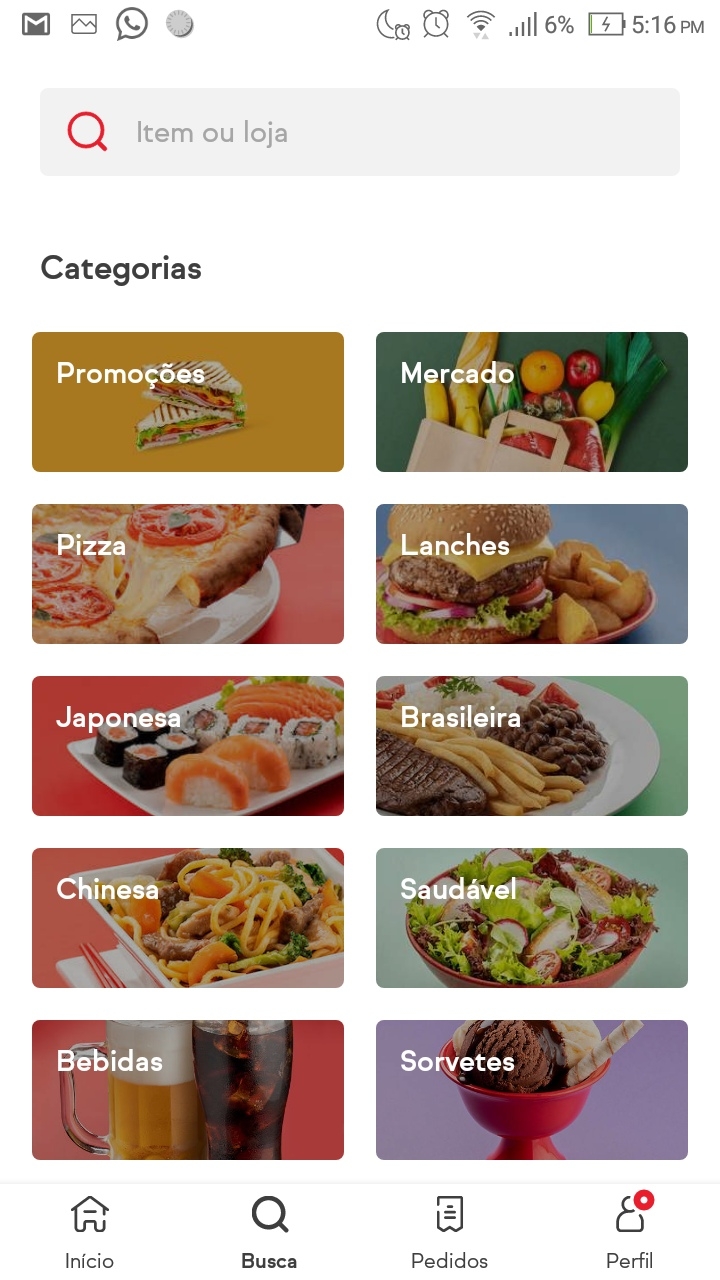 6% 5:16 PM
Item ou loja
Categorias
Promoções
Mercado
Pizza
Lanches
Japonesa
Brasileira
Chinesa
Saudável
Bebidas
Sorvetes
Início
Busca
Pedidos
Perfil